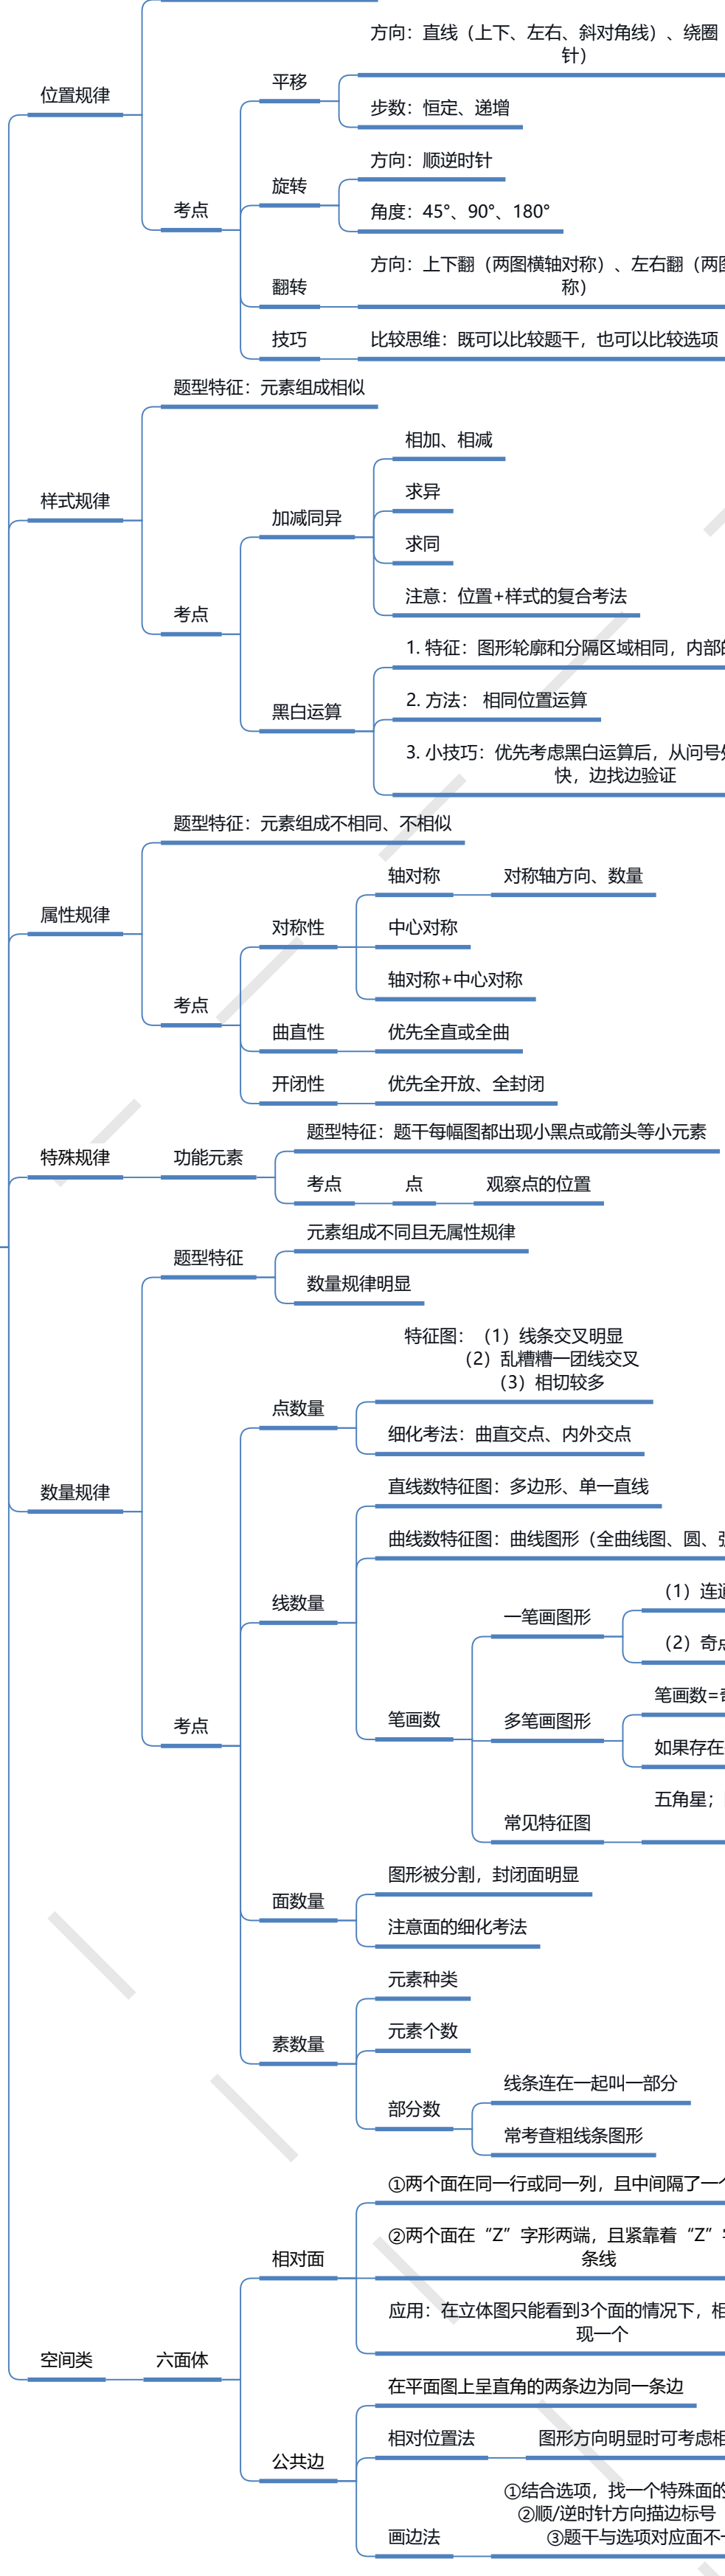 方向：直线（上下、左右、斜对角线）、绕圈
针）
平移
位置规律
步数：恒定、递增
方向：顺逆时针
旋转
考点
角度：45°、90°、180°
方向：上下翻（两图横轴对称）、左右翻（两图
翻转
称）
技巧
比较思维：既可以比较题干，也可以比较选项
题型特征：元素组成相似
相加、相减
样式规律
求异
加减同异
求同
注意：位置+样式的复合考法
考点
1. 特征：图形轮廓和分隔区域相同，内部的
2. 方法： 相同位置运算
黑白运算
3. 小技巧：优先考虑黑白运算后，从问号处
快，边找边验证
题型特征：元素组成不相同、不相似
轴对称
对称轴方向、数量
属性规律
对称性
中心对称
轴对称+中心对称
考点
曲直性
优先全直或全曲
开闭性
优先全开放、全封闭
题型特征：题干每幅图都出现小黑点或箭头等小元素
特殊规律
功能元素
考点
点
观察点的位置
元素组成不同且无属性规律
题型特征
数量规律明显
特征图：（1）线条交叉明显
（2）乱糟糟一团线交叉
（3）相切较多
点数量
细化考法：曲直交点、内外交点
数量规律
直线数特征图：多边形、单一直线
曲线数特征图：曲线图形（全曲线图、圆、
（1）连通
线数量
一笔画图形
（2）奇点
笔画数=奇
笔画数
多笔画图形
考点
如果存在
五角星；
常见特征图
图形被分割，封闭面明显
面数量
注意面的细化考法
元素种类
元素个数
素数量
线条连在一起叫一部分
部分数
常考查粗线条图形
①两个面在同一行或同一列，且中间隔了一个
②两个面在“Z”字形两端，且紧靠着“Z”字
条线
相对面
应用：在立体图只能看到3个面的情况下，相
现一个
空间类
六面体
在平面图上呈直角的两条边为同一条边
相对位置法
图形方向明显时可考虑相
公共边
①结合选项，找一个特殊面的
②顺/逆时针方向描边标号
画边法
③题干与选项对应面不一